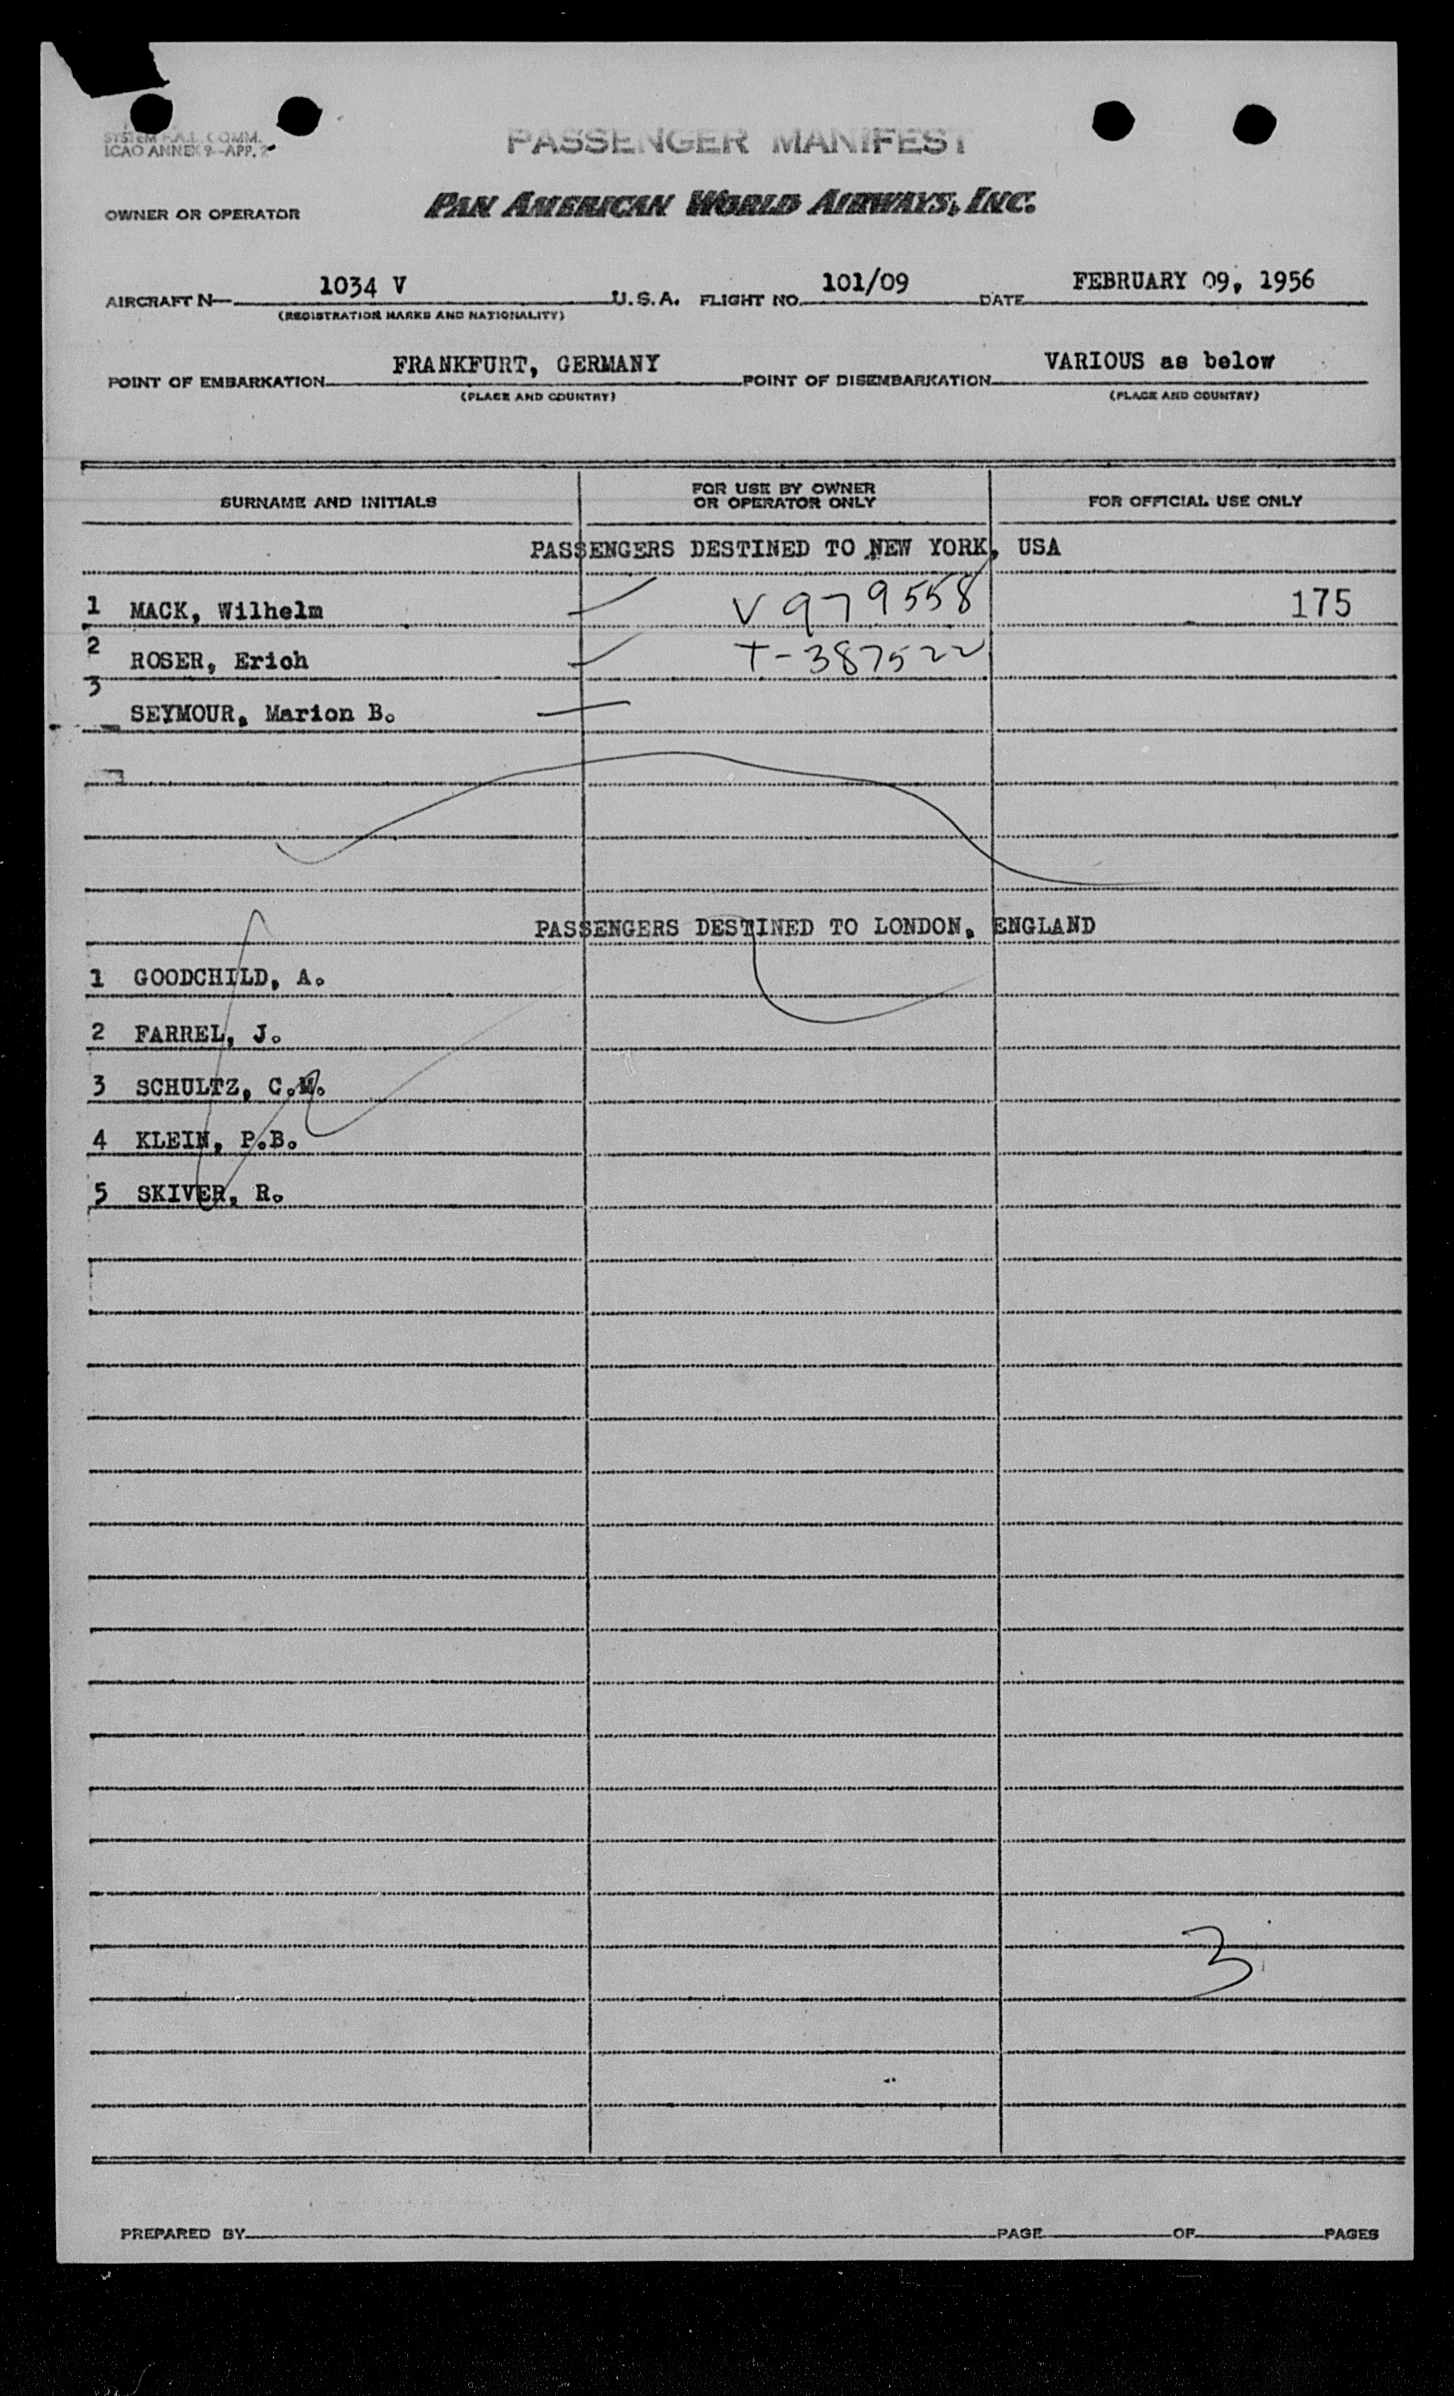 SYSTEM F.A.L. COMM.
ICAO ANNEX 9—APP. 2
PASSENGER MANIFEST
OWNER OR OPERATOR PAN AMERICAN WORLD AIRWAYS, INC.
AIRCRAFT N— 1034 V U.S.A. FLIGHT NO. 101/09 DATE FEBRUARY 09, 1956
(REGISTRATION MARKS AND NATIONALITY)
POINT OF EMBARKATION FRANKFURT, GERMANY POINT OF DISEMBARKATION VARIOUS as below
(PLACE AND COUNTRY) (PLACE AND COUNTRY)
SURNAME AND INITIALS FOR USE BY OWNER OR OPERATOR ONLY FOR OFFICIAL USE ONLY
PASSENGERS DESTINED TO NEW YORK, USA
1 MACK, Wilhelm V 979558 175
2 ROSER, Erich T-387522
3 SEYMOUR, Marion B.
PASSENGERS DESTINED TO LONDON, ENGLAND
1 GOODCHILD, A.
2 FARREL, J.
3 SCHULTZ, C.M.
4 KLEIN, P.B.
5 SKIVER, R.
3
PREPARED BY PAGE OF PAGES